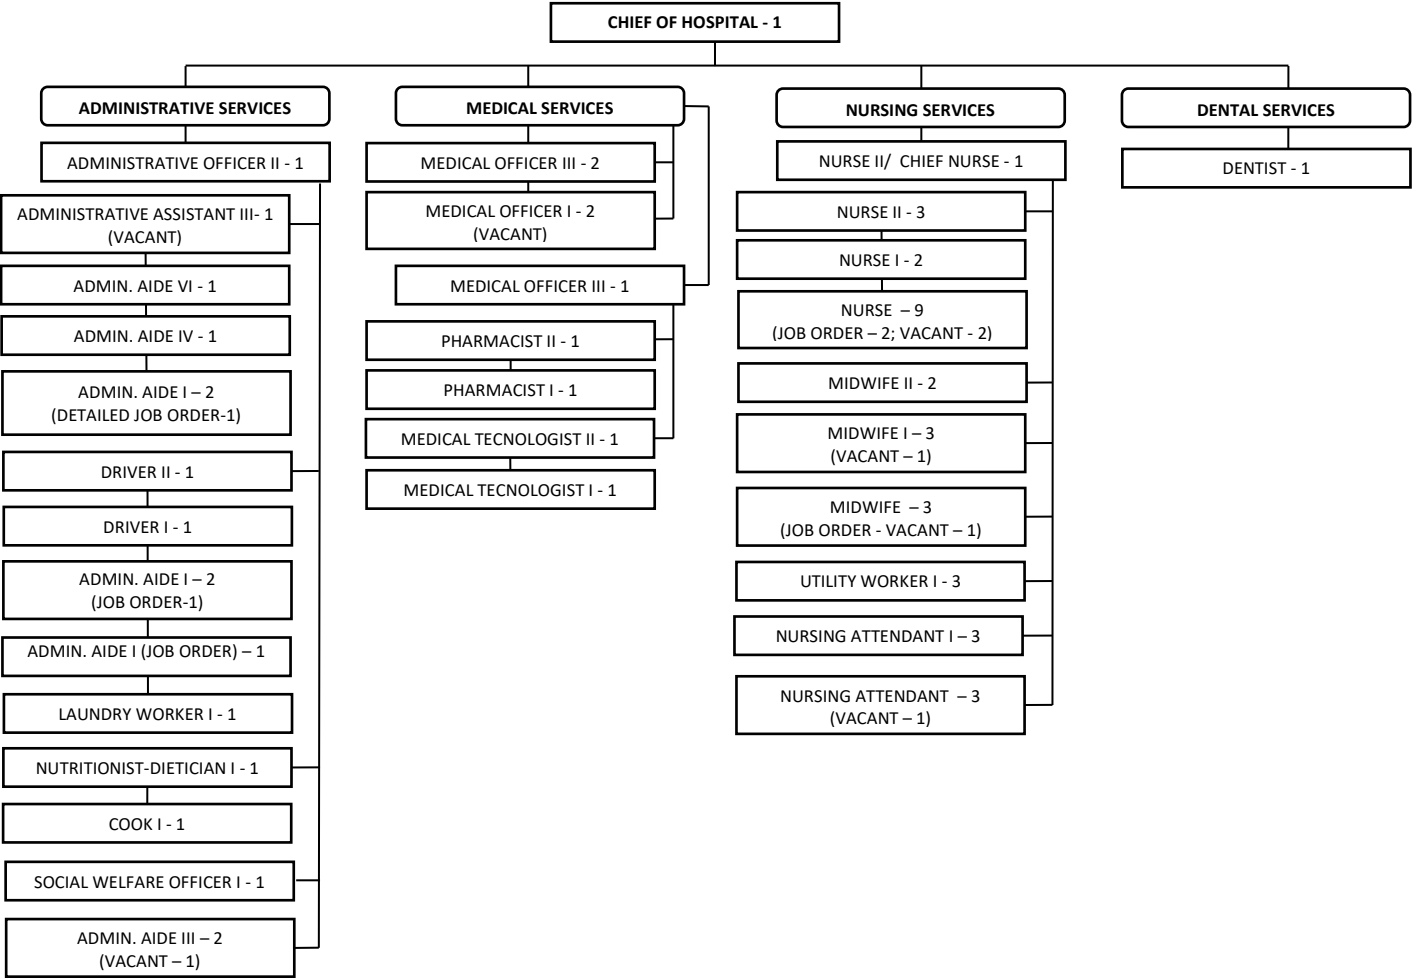 CHIEF OF HOSPITAL - 1
ADMINISTRATIVE SERVICES
ADMINISTRATIVE OFFICER II - 1
ADMINISTRATIVE ASSISTANT III- 1
(VACANT)
ADMIN. AIDE VI - 1
ADMIN. AIDE IV - 1
ADMIN. AIDE I – 2
(DETAILED JOB ORDER-1)
DRIVER II - 1
DRIVER I - 1
ADMIN. AIDE I – 2
(JOB ORDER-1)
ADMIN. AIDE I (JOB ORDER) – 1
LAUNDRY WORKER I - 1
NUTRITIONIST-DIETICIAN I - 1
COOK I - 1
SOCIAL WELFARE OFFICER I - 1
ADMIN. AIDE III – 2
(VACANT – 1)
MEDICAL SERVICES
MEDICAL OFFICER III - 2
MEDICAL OFFICER I - 2
(VACANT)
MEDICAL OFFICER III - 1
PHARMACIST II - 1
PHARMACIST I - 1
MEDICAL TECNOLOGIST II - 1
MEDICAL TECNOLOGIST I - 1
NURSING SERVICES
NURSE II/ CHIEF NURSE - 1
NURSE II - 3
NURSE I - 2
NURSE – 9
(JOB ORDER – 2; VACANT - 2)
MIDWIFE II - 2
MIDWIFE I – 3
(VACANT – 1)
MIDWIFE – 3
(JOB ORDER - VACANT – 1)
UTILITY WORKER I - 3
NURSING ATTENDANT I – 3
NURSING ATTENDANT – 3
(VACANT – 1)
DENTAL SERVICES
DENTIST - 1